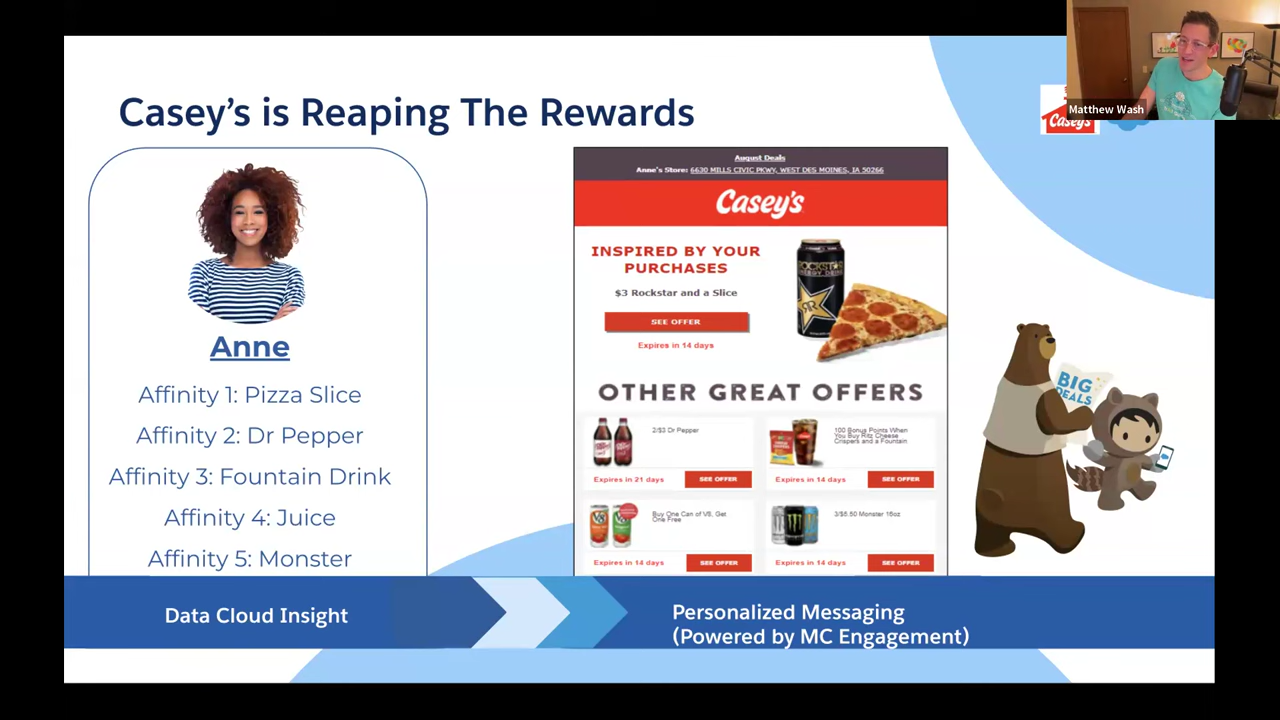 Casey's is Reaping The Rewards
Casey's
Matthew Wash
Anne
Affinity 1: Pizza Slice
Affinity 2: Dr Pepper
Affinity 3: Fountain Drink
Affinity 4: Juice
Affinity 5: Monster
August Deals
Anne's Store: 6630 MILLS CIVIC PKWY, WEST DES MOINES, IA 50266
Casey's
INSPIRED BY YOUR
PURCHASES
$3 Rockstar and a Slice
SEE OFFER
Expires in 14 days
ROCKSTAR
OTHER GREAT OFFERS
2/$3 Dr Pepper
Expires in 21 days
SEE OFFER
100 Bonus Points When
You Buy Ritz Cheese
Crispers and a Fountain
Expires in 14 days
SEE OFFER
Buy One Can of V8, Get
One Free
Expires in 14 days
SEE OFFER
3/$5.50 Monster 16oz
Expires in 14 days
SEE OFFER
BIG
DEALS
Data Cloud Insight
Personalized Messaging
(Powered by MC Engagement)